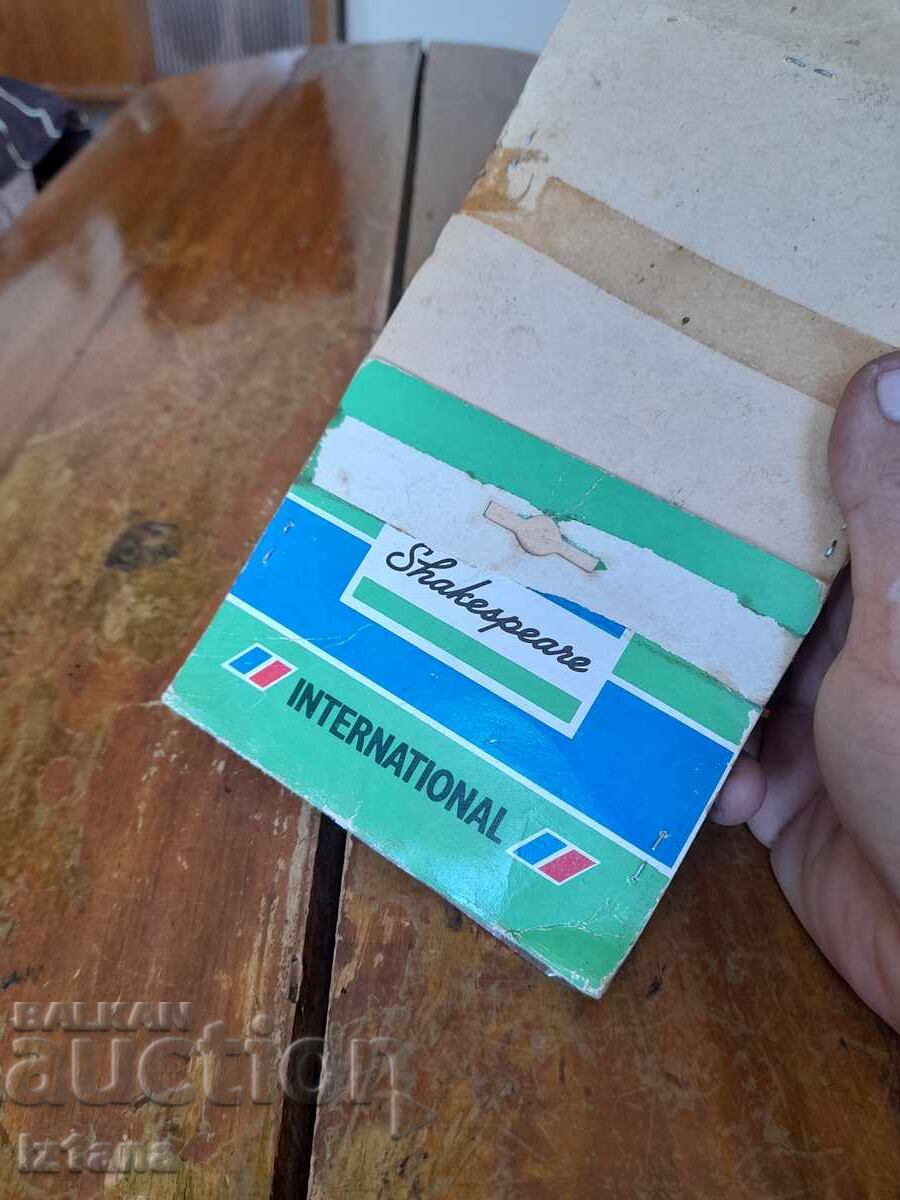 Shakespeare
INTERNATIONAL
BALKAN
auction
iztana